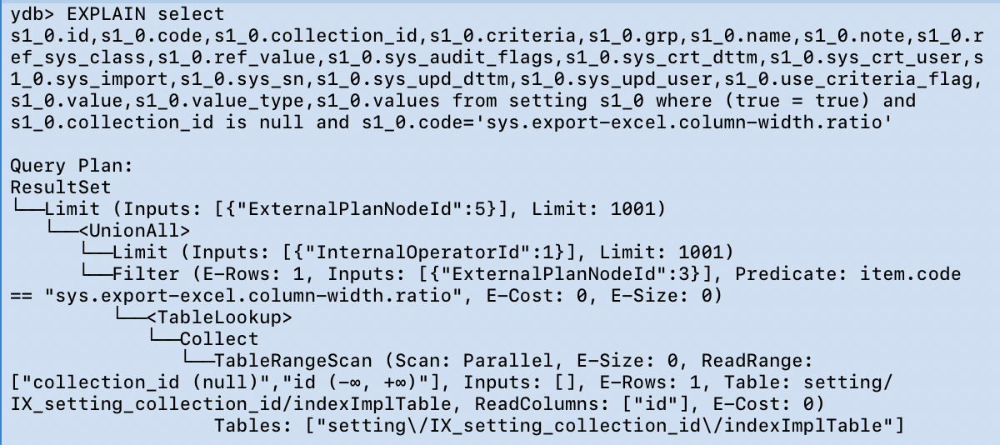 ydb> EXPLAIN select
s1_0.id,s1_0.code,s1_0.collection_id,s1_0.criteria,s1_0.grp,s1_0.name,s1_0.note,s1_0.r
ef_sys_class,s1_0.ref_value,s1_0.sys_audit_flags,s1_0.sys_crt_dttm,s1_0.sys_crt_user,s
1_0.sys_import,s1_0.sys_sn,s1_0.sys_upd_dttm,s1_0.sys_upd_user,s1_0.use_criteria_flag,
s1_0.value,s1_0.value_type,s1_0.values from setting s1_0 where (true = true) and
s1_0.collection_id is null and s1_0.code='sys.export-excel.column-width.ratio'
Query Plan:
ResultSet
└──Limit (Inputs: [{"ExternalPlanNodeId":5}], Limit: 1001)
   └──<UnionAll>
      └──Limit (Inputs: [{"InternalOperatorId":1}], Limit: 1001)
      └──Filter (E-Rows: 1, Inputs: [{"ExternalPlanNodeId":3}], Predicate: item.code
== "sys.export-excel.column-width.ratio", E-Cost: 0, E-Size: 0)
         └──<TableLookup>
            └──Collect
               └──TableRangeScan (Scan: Parallel, E-Size: 0, ReadRange:
["collection_id (null)","id (-∞, +∞)"], Inputs: [], E-Rows: 1, Table: setting/
IX_setting_collection_id/indexImplTable, ReadColumns: ["id"], E-Cost: 0)
                  Tables: ["setting\/IX_setting_collection_id\/indexImplTable"]